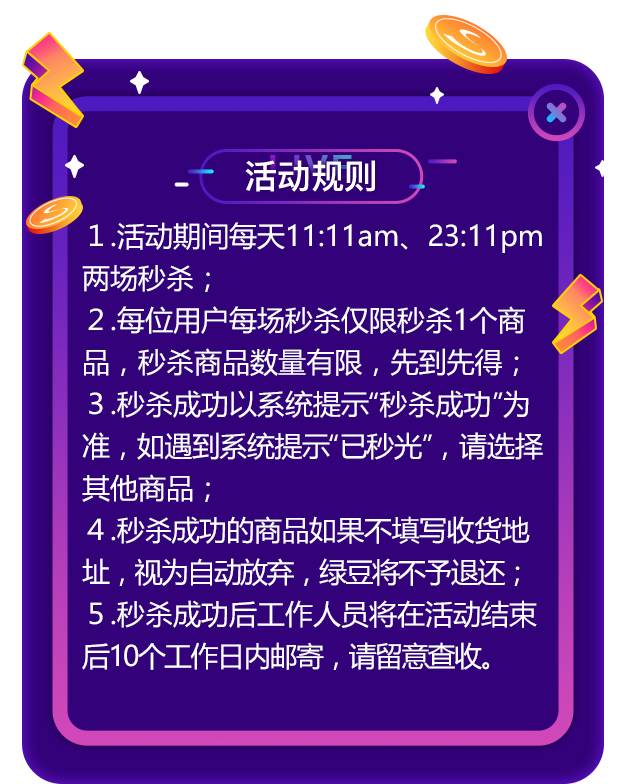 LIVE
活动规则
１.活动期间每天11:11am、23:11pm
两场秒杀；
２.每位用户每场秒杀仅限秒杀1个商
品，秒杀商品数量有限，先到先得；
３.秒杀成功以系统提示“秒杀成功”为
准，如遇到系统提示“已秒光”，请选择
其他商品；
４.秒杀成功的商品如果不填写收货地
址，视为自动放弃，绿豆将不予退还；
５.秒杀成功后工作人员将在活动结束
后10个工作日内邮寄，请留意查收。